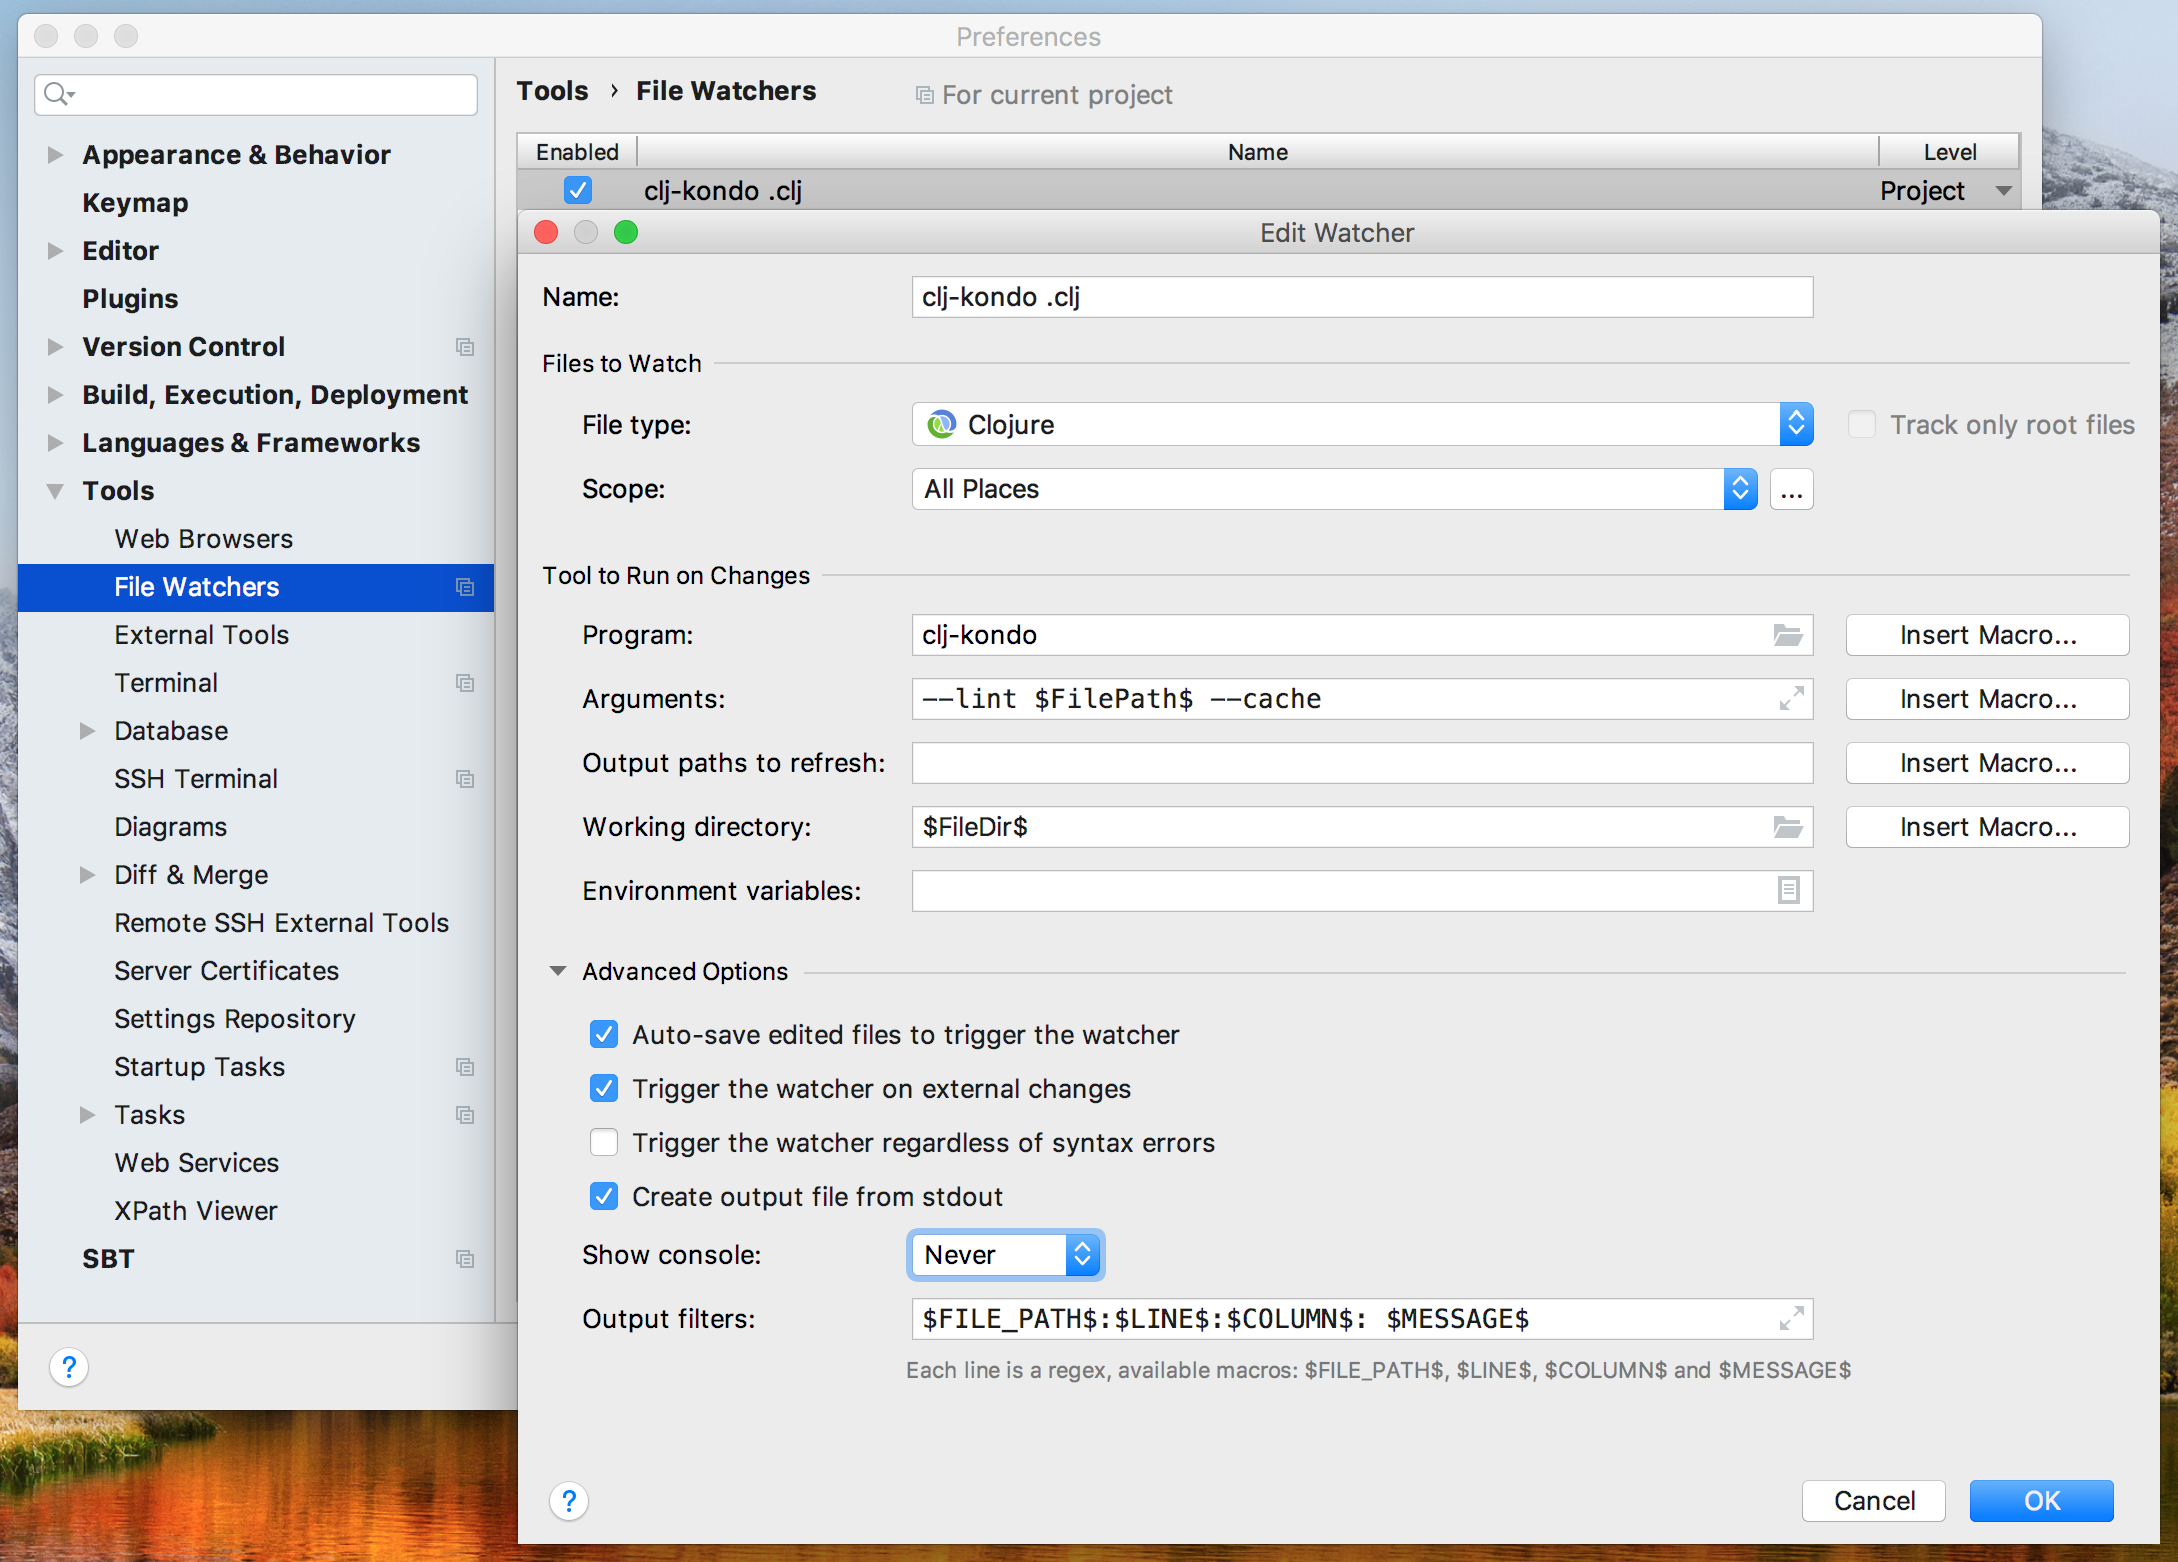 Preferences
Appearance & Behavior
Keymap
Editor
Plugins
Version Control
Build, Execution, Deployment
Languages & Frameworks
Tools
Web Browsers
File Watchers
External Tools
Terminal
Database
SSH Terminal
Diagrams
Diff & Merge
Remote SSH External Tools
Server Certificates
Settings Repository
Startup Tasks
Tasks
Web Services
XPath Viewer
SBT
?
Tools › File Watchers For current project
Enabled Name Level
clj-kondo .clj Project
Edit Watcher
Name: clj-kondo .clj
Files to Watch
File type: Clojure Track only root files
Scope: All Places ...
Tool to Run on Changes
Program: clj-kondo Insert Macro...
Arguments: --lint $FilePath$ --cache Insert Macro...
Output paths to refresh: Insert Macro...
Working directory: $FileDir$ Insert Macro...
Environment variables:
Advanced Options
Auto-save edited files to trigger the watcher
Trigger the watcher on external changes
Trigger the watcher regardless of syntax errors
Create output file from stdout
Show console: Never
Output filters: $FILE_PATH$:$LINE$:$COLUMN$: $MESSAGE$
Each line is a regex, available macros: $FILE_PATH$, $LINE$, $COLUMN$ and $MESSAGE$
? Cancel OK